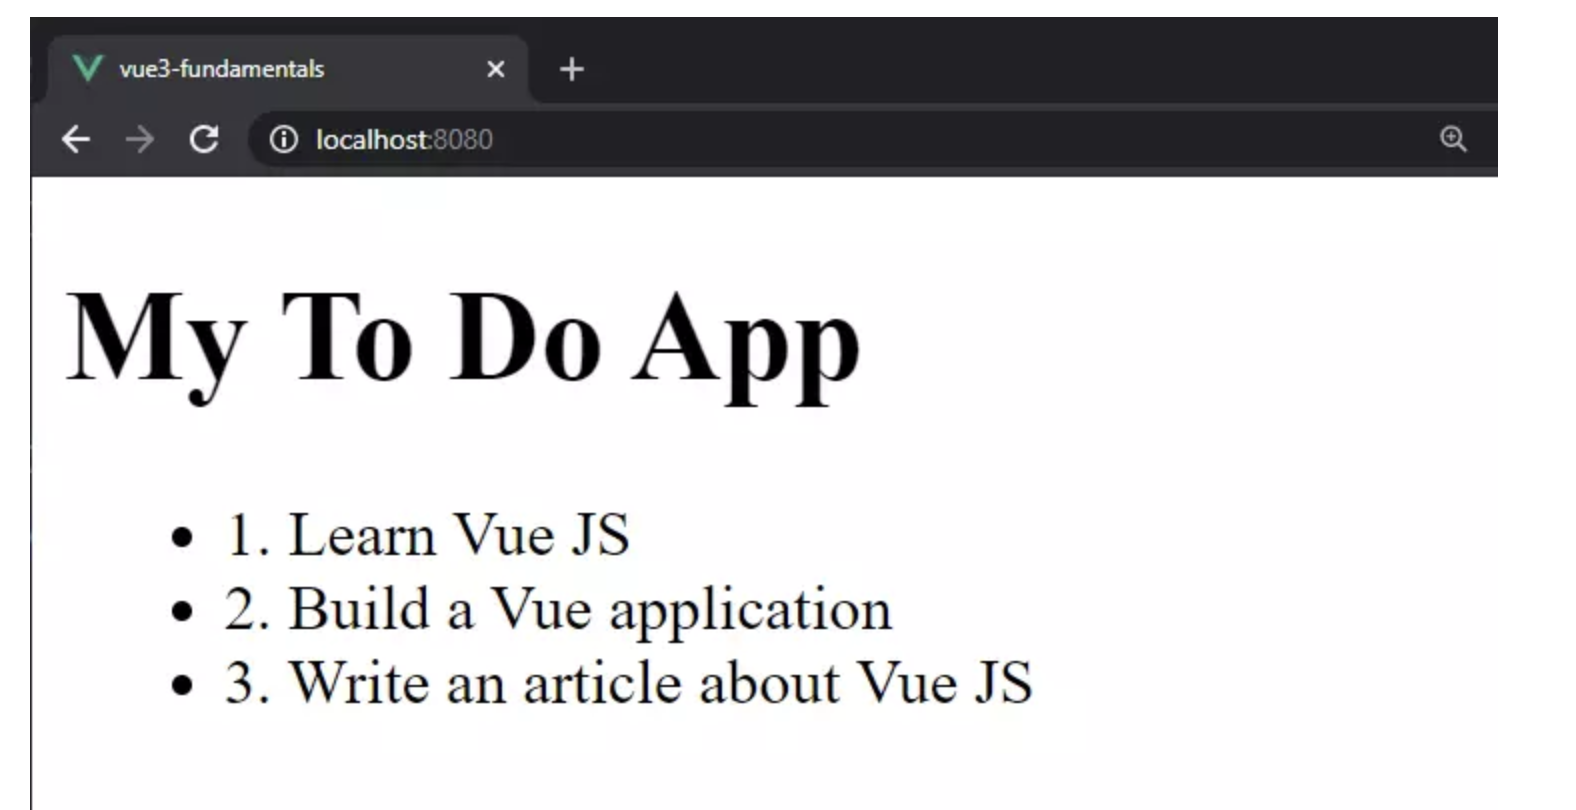 vue3-fundamentals
localhost:8080
My To Do App
• 1. Learn Vue JS
• 2. Build a Vue application
• 3. Write an article about Vue JS